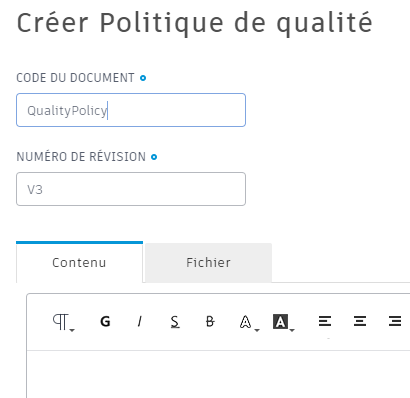 Créer Politique de qualité
CODE DU DOCUMENT
QualityPolicy
NUMÉRO DE RÉVISION
V3
Contenu Fichier
G I S B A A